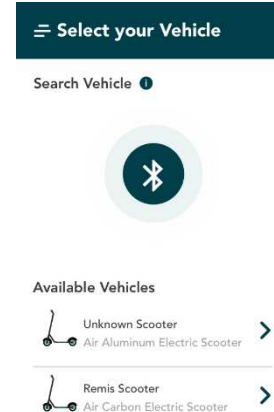 Select your Vehicle
Search Vehicle i
Available Vehicles
Unknown Scooter
Air Aluminum Electric Scooter
Remis Scooter
Air Carbon Electric Scooter